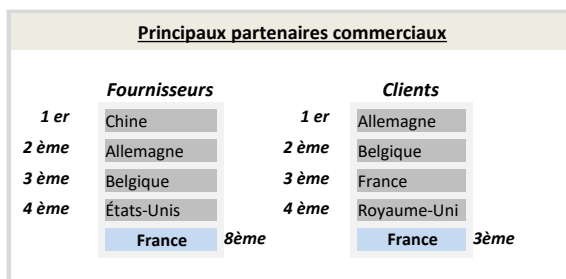 Principaux partenaires commerciaux
Fournisseurs Clients
1 er Chine 1 er Allemagne
2 ème Allemagne 2 ème Belgique
3 ème Belgique 3 ème France
4 ème États-Unis 4 ème Royaume-Uni
France 8ème France 3ème